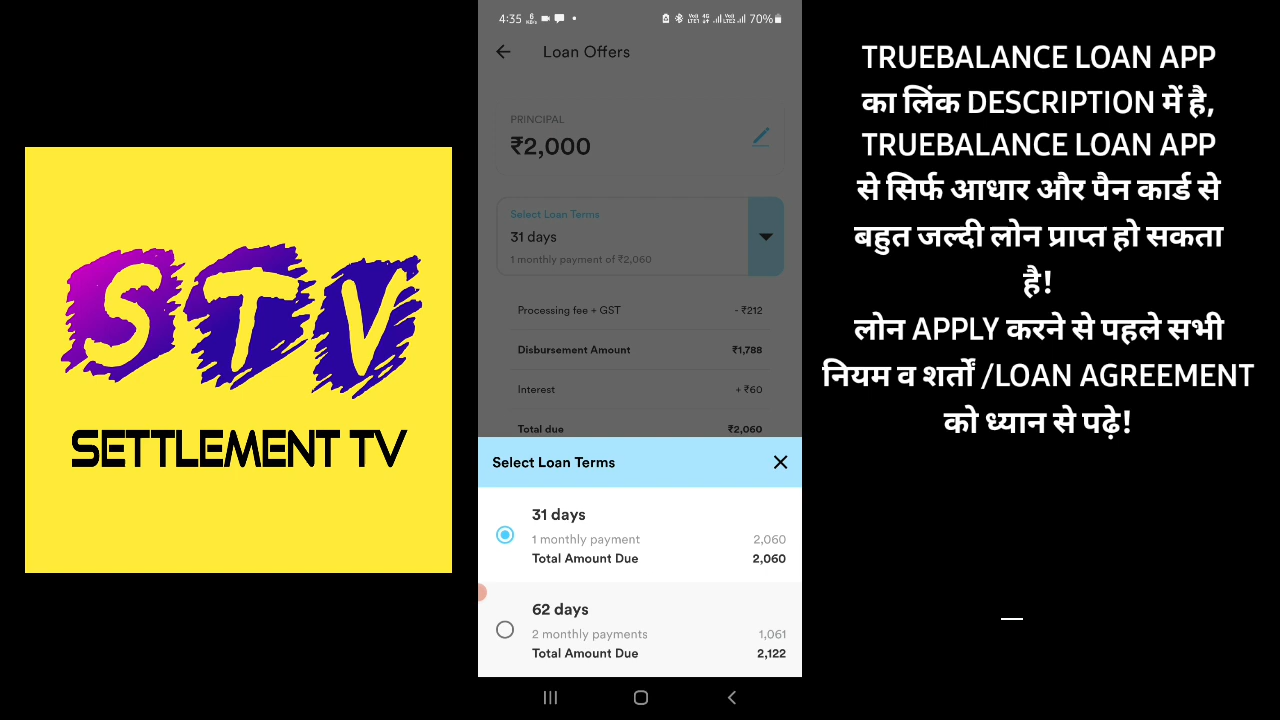 STV
SETTLEMENT TV
4:35
70%
Loan Offers
PRINCIPAL
₹2,000
Select Loan Terms
31 days
1 monthly payment of ₹2,060
Processing fee + GST - ₹212
Disbursement Amount ₹1,788
Interest + ₹60
Total due ₹2,060
Select Loan Terms
31 days
1 monthly payment 2,060
Total Amount Due 2,060
62 days
2 monthly payments 1,061
Total Amount Due 2,122
TRUEBALANCE LOAN APP
का लिंक DESCRIPTION में है,
TRUEBALANCE LOAN APP
से सिर्फ आधार और पैन कार्ड से
बहुत जल्दी लोन प्राप्त हो सकता
है!
लोन APPLY करने से पहले सभी
नियम व शर्तों /LOAN AGREEMENT
को ध्यान से पढ़े!